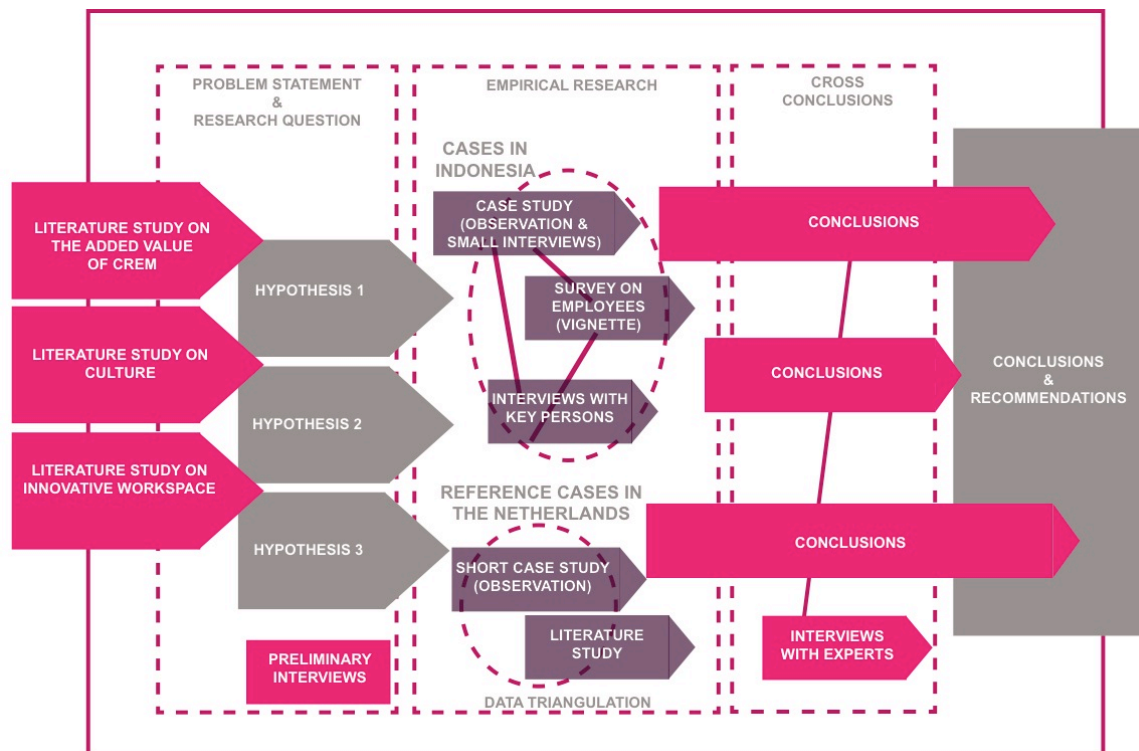 PROBLEM STATEMENT
&
RESEARCH QUESTION
EMPIRICAL RESEARCH
CROSS
CONCLUSIONS
LITERATURE STUDY ON
THE ADDED VALUE
OF CREM
LITERATURE STUDY ON
CULTURE
LITERATURE STUDY ON
INNOVATIVE WORKSPACE
HYPOTHESIS 1
HYPOTHESIS 2
HYPOTHESIS 3
PRELIMINARY
INTERVIEWS
CASES IN
INDONESIA
CASE STUDY
(OBSERVATION &
SMALL INTERVIEWS)
SURVEY ON
EMPLOYEES
(VIGNETTE)
INTERVIEWS WITH
KEY PERSONS
REFERENCE CASES IN
THE NETHERLANDS
SHORT CASE STUDY
(OBSERVATION)
LITERATURE
STUDY
DATA TRIANGULATION
CONCLUSIONS
CONCLUSIONS
CONCLUSIONS
INTERVIEWS
WITH EXPERTS
CONCLUSIONS
&
RECOMMENDATIONS